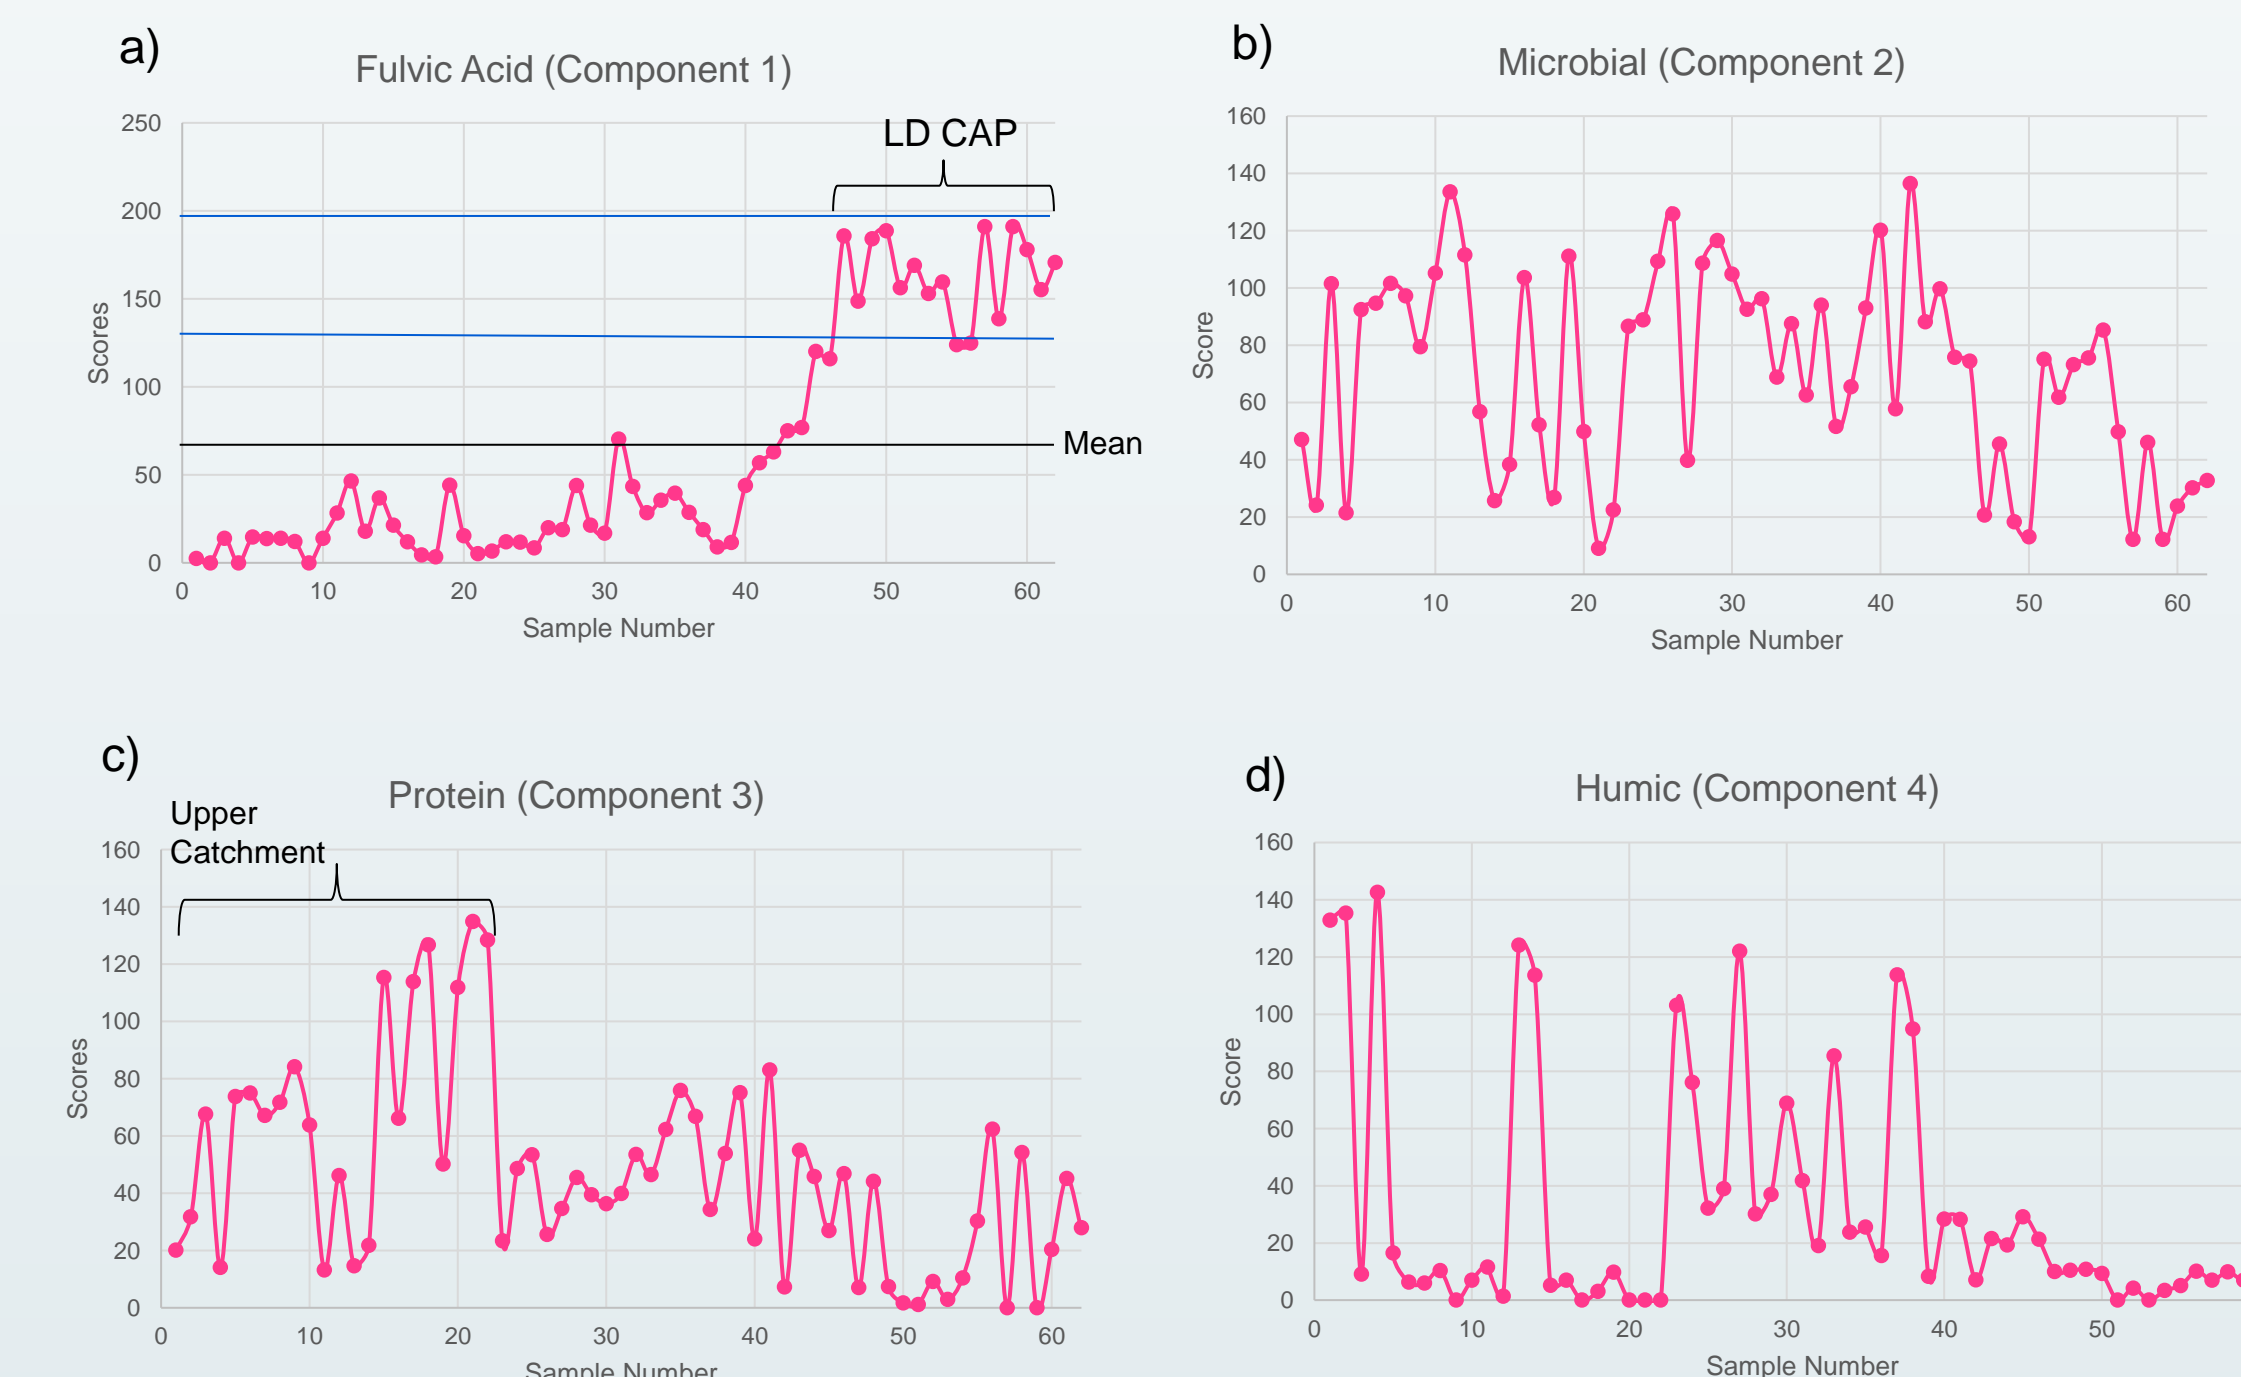 a)
Fulvic Acid (Component 1)
250
200
150
100
50
0
Scores
LD CAP
Mean
0 10 20 30 40 50 60
Sample Number
b)
Microbial (Component 2)
160
140
120
100
80
60
40
20
0
Score
0 10 20 30 40 50 60
Sample Number
c)
Protein (Component 3)
Upper
Catchment
160
140
120
100
80
60
40
20
0
Scores
0 10 20 30 40 50 60
Sample Number
d)
Humic (Component 4)
160
140
120
100
80
60
40
20
0
Score
0 10 20 30 40 50
Sample Number